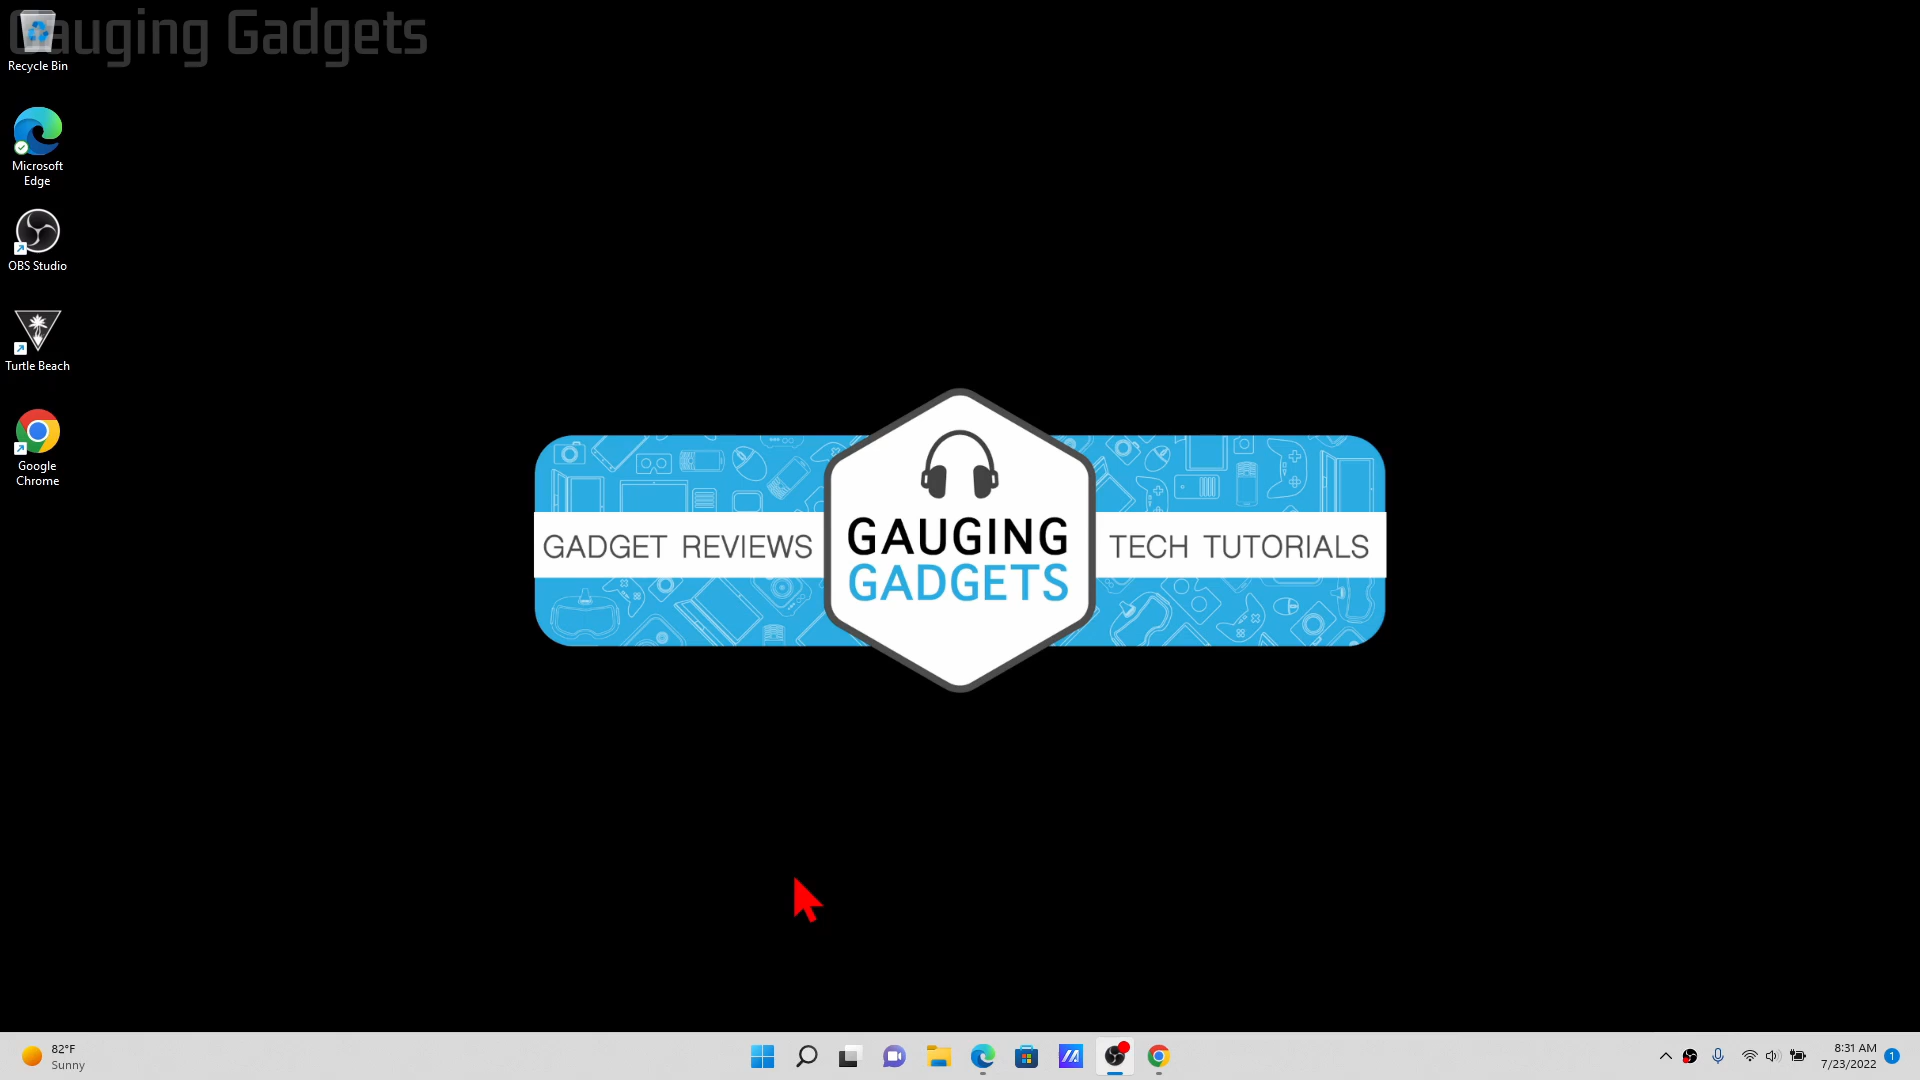 Gauging Gadgets
Recycle Bin
Microsoft
Edge
OBS Studio
Turtle Beach
Google
Chrome
GADGET REVIEWS
GAUGING
GADGETS
TECH TUTORIALS
82°F
Sunny
8:31 AM
7/23/2022
1